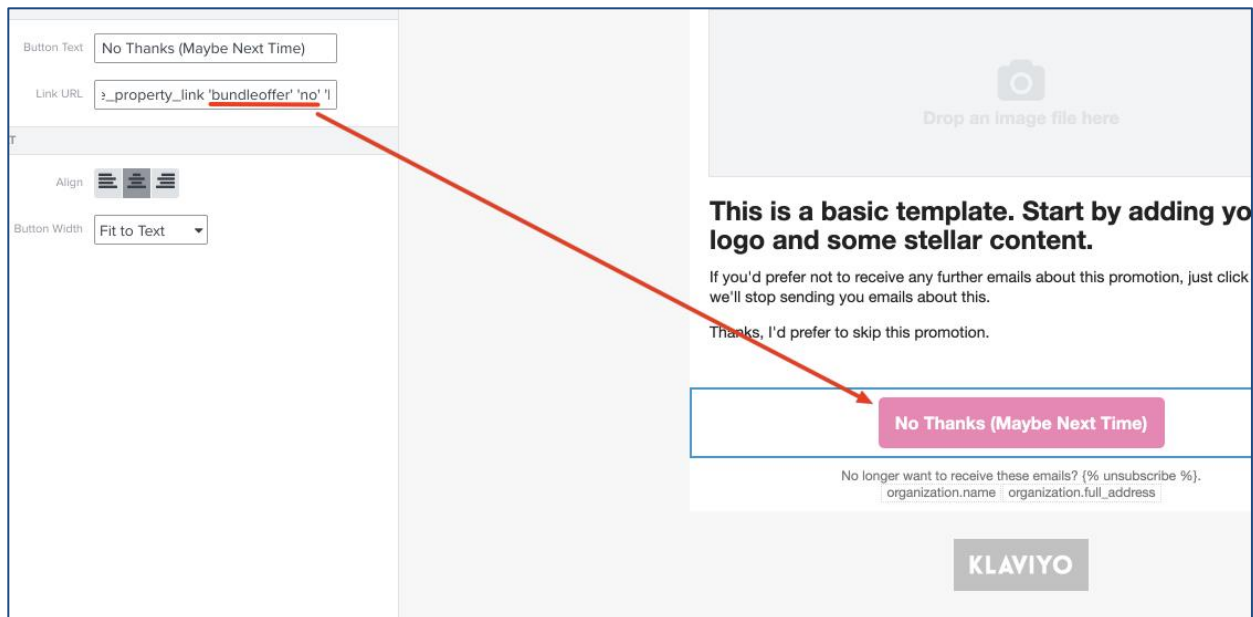 Button Text
No Thanks (Maybe Next Time)
Link URL
e_property_link 'bundleoffer' 'no' '
T
Align
Button Width
Fit to Text
Drop an image file here
This is a basic template. Start by adding yo
logo and some stellar content.
If you'd prefer not to receive any further emails about this promotion, just click
we'll stop sending you emails about this.
Thanks, I'd prefer to skip this promotion.
No Thanks (Maybe Next Time)
No longer want to receive these emails? {% unsubscribe %}.
organization.name organization.full_address
KLAVIYO